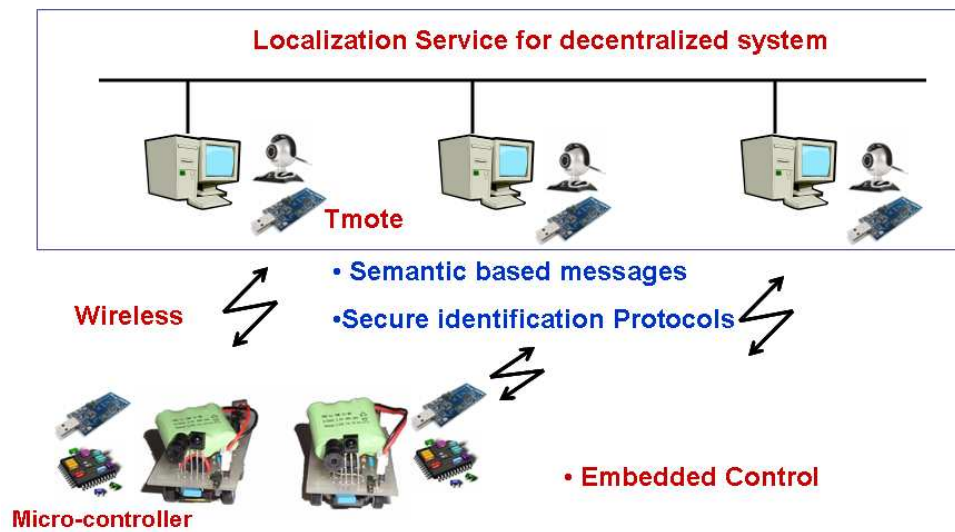 Localization Service for decentralized system
Tmote
• Semantic based messages
Wireless
•Secure identification Protocols
• Embedded Control
Micro-controller